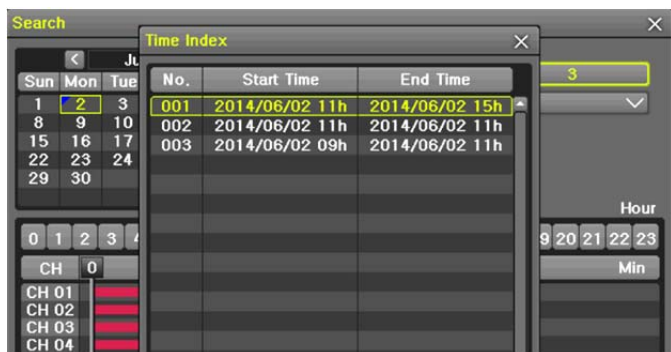 Search
Time Index
Ju
Sun Mon Tue
1 2 3
8 9 10
15 16 17
22 23 24
29 30
No. Start Time End Time
001 2014/06/02 11h 2014/06/02 15h
002 2014/06/02 11h 2014/06/02 11h
003 2014/06/02 09h 2014/06/02 11h
3
Hour
0 1 2 3
9 20 21 22 23
CH 0 Min
CH 01
CH 02
CH 03
CH 04